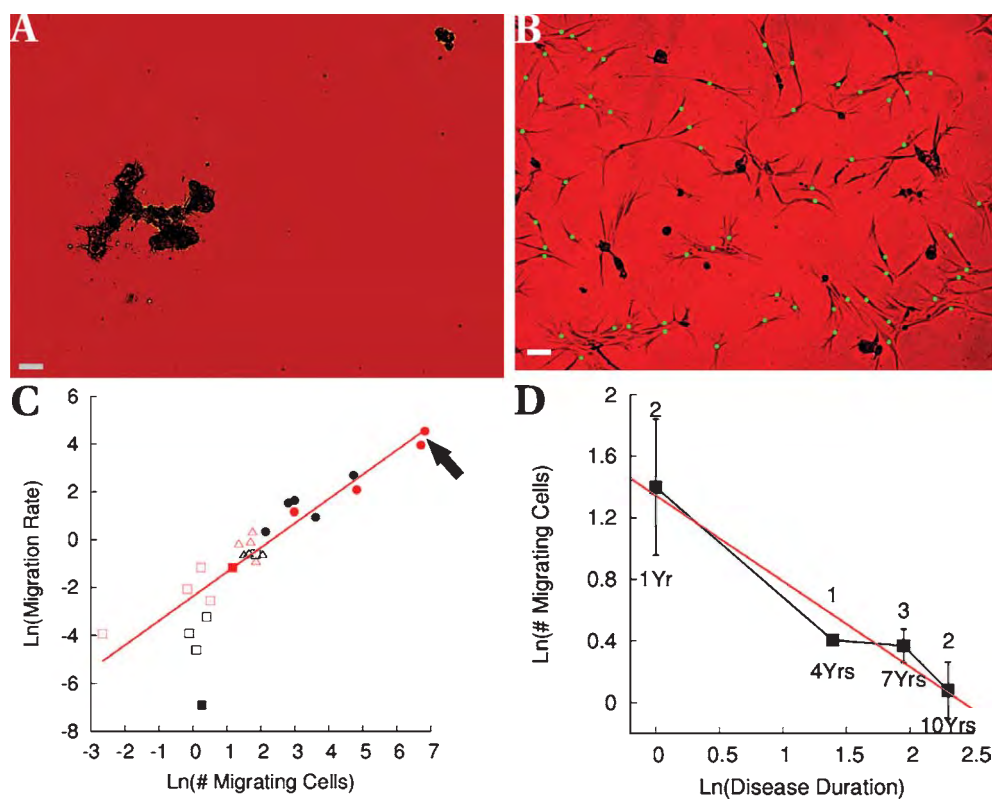 A
B
C
6
4
2
0
-2
-4
-6
-8
-3 -2 -1 0 1 2 3 4 5 6 7
Ln(Migration Rate)
Ln(# Migrating Cells)
D
2
1.6
1.2
0.8
0.4
0
0 0.5 1 1.5 2 2.5
Ln(# Migrating Cells)
Ln(Disease Duration)
2
1Yr
1
4Yrs
3
7Yrs
2
10Yrs